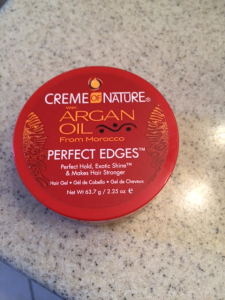 CREME OF NATURE®
WITH
ARGAN
OIL
From Morocco
PERFECT EDGES™
Perfect Hold, Exotic Shine™
& Makes Hair Stronger
Hair Gel • Gel de Cabello • Gel de Cheveux
Net Wt 63.7 g / 2.25 oz e